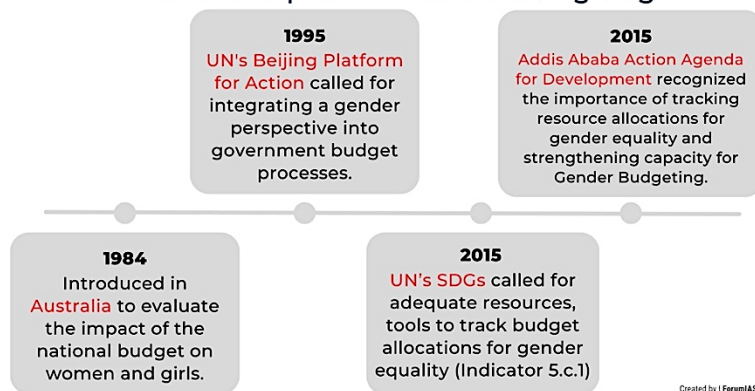 1995
UN's Beijing Platform
for Action called for
integrating a gender
perspective into
government budget
processes.
2015
Addis Ababa Action Agenda
for Development recognized
the importance of tracking
resource allocations for
gender equality and
strengthening capacity for
Gender Budgeting.
1984
Introduced in
Australia to evaluate
the impact of the
national budget on
women and girls.
2015
UN's SDGs called for
adequate resources,
tools to track budget
allocations for gender
equality (Indicator 5.c.1)
Created by | ForumIAS